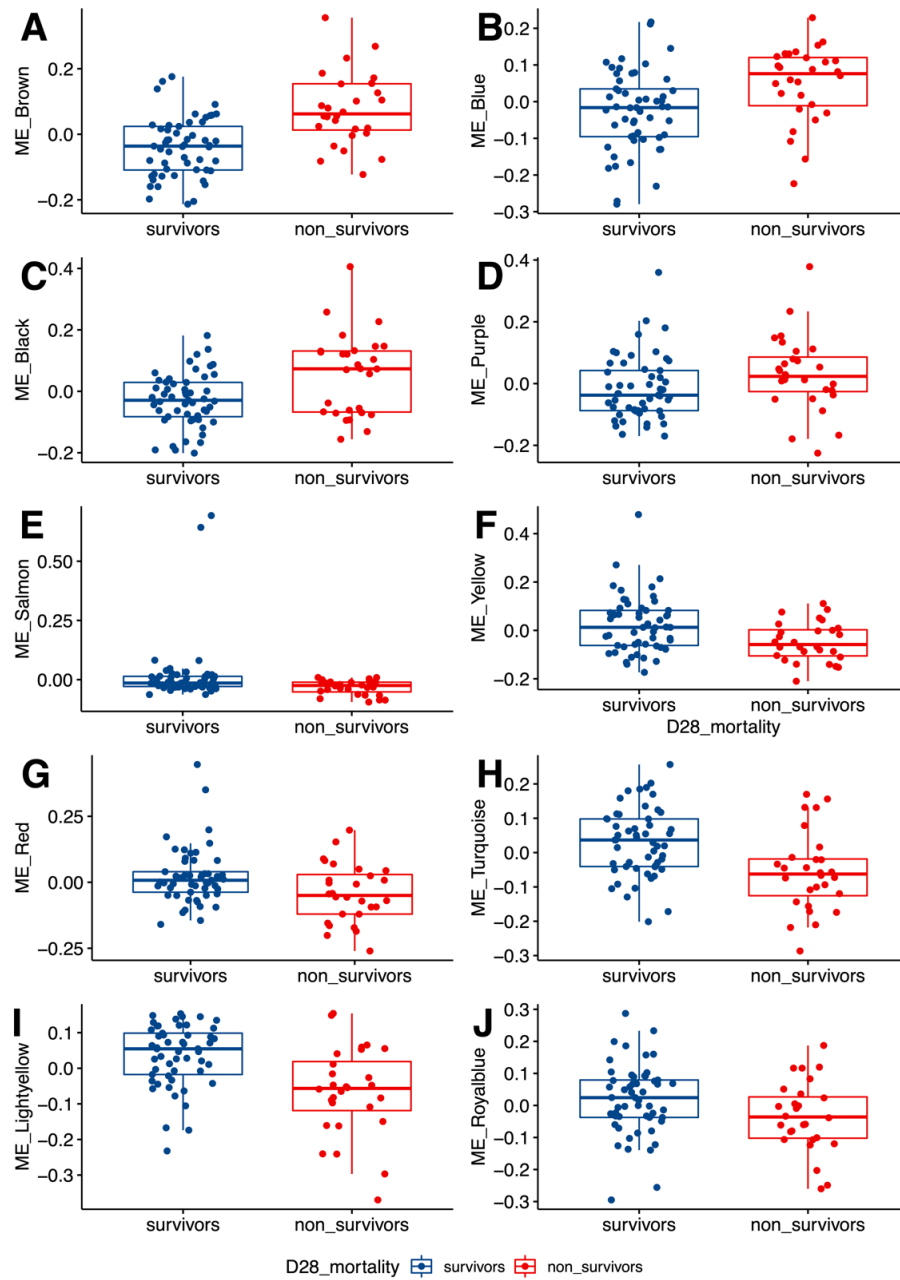 A
ME_Brown
0.2
0.0
−0.2
survivors
non_survivors
B
ME_Blue
0.2
0.1
0.0
−0.1
−0.2
−0.3
survivors
non_survivors
C
ME_Black
0.4
0.2
0.0
−0.2
survivors
non_survivors
D
ME_Purple
0.4
0.2
0.0
−0.2
survivors
non_survivors
E
ME_Salmon
0.50
0.25
0.00
survivors
non_survivors
F
ME_Yellow
0.4
0.2
0.0
−0.2
survivors
non_survivors
D28_mortality
G
ME_Red
0.25
0.00
−0.25
survivors
non_survivors
H
ME_Turquoise
0.2
0.1
0.0
−0.1
−0.2
−0.3
survivors
non_survivors
I
ME_Lightyellow
0.1
0.0
−0.1
−0.2
−0.3
survivors
non_survivors
J
ME_Royalblue
0.3
0.2
0.1
0.0
−0.1
−0.2
−0.3
survivors
non_survivors
D28_mortality survivors non_survivors